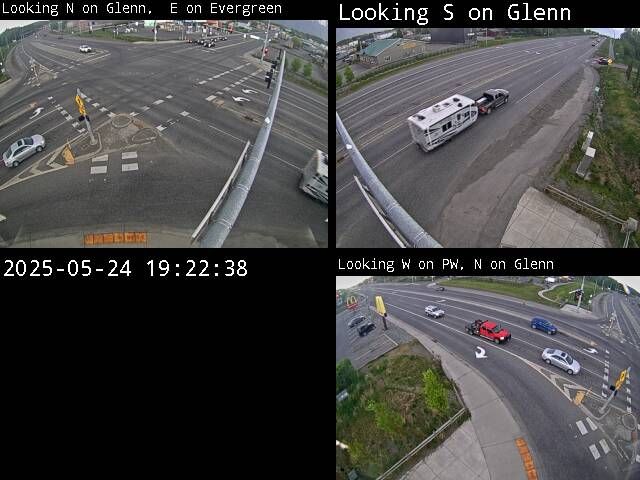 Looking N on Glenn,  E on Evergreen
Looking S on Glenn
2025-05-24 19:22:38
Looking W on PW, N on Glenn